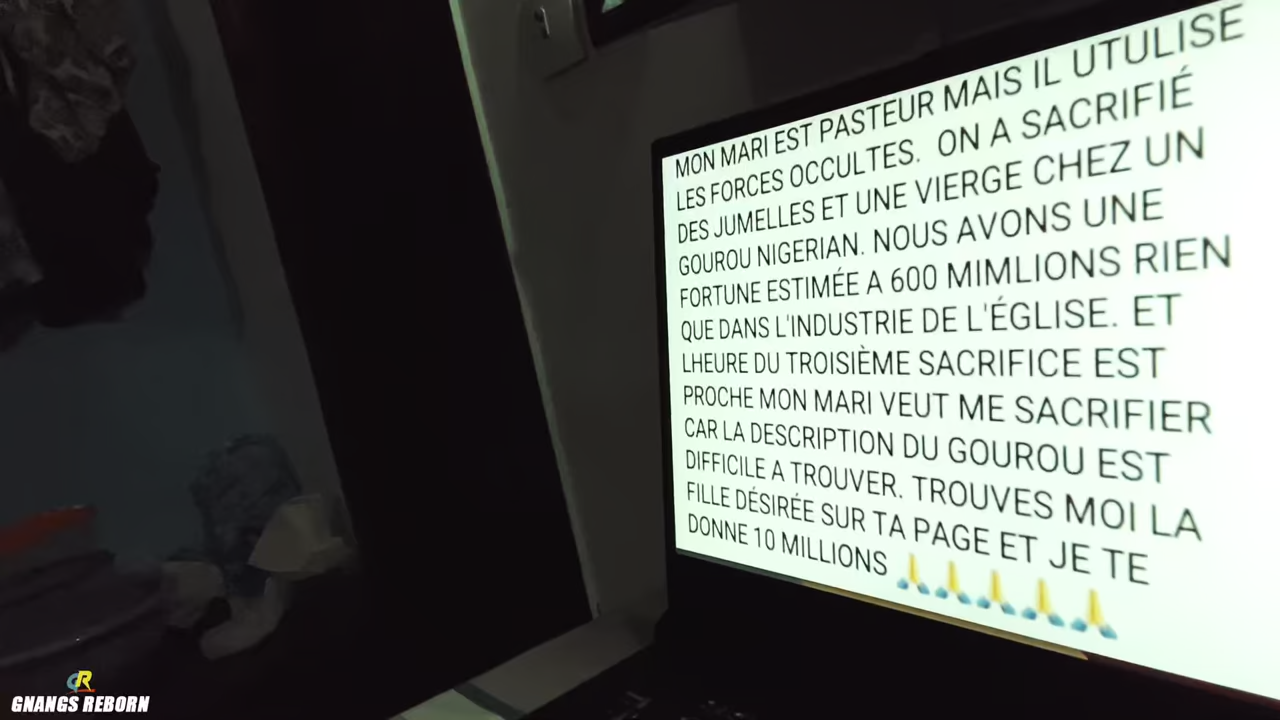 MON MARI EST PASTEUR MAIS IL UTULISE
LES FORCES OCCULTES. ON A SACRIFIÉ
DES JUMELLES ET UNE VIERGE CHEZ UN
GOUROU NIGERIAN. NOUS AVONS UNE
FORTUNE ESTIMÉE A 600 MIMLIONS RIEN
QUE DANS L'INDUSTRIE DE L'ÉGLISE. ET
LHEURE DU TROISIÈME SACRIFICE EST
PROCHE MON MARI VEUT ME SACRIFIER
CAR LA DESCRIPTION DU GOUROU EST
DIFFICILE A TROUVER. TROUVES MOI LA
FILLE DÉSIRÉE SUR TA PAGE ET JE TE
DONNE 10 MILLIONS 🙏🙏🙏🙏🙏
GR
GNANGS REBORN